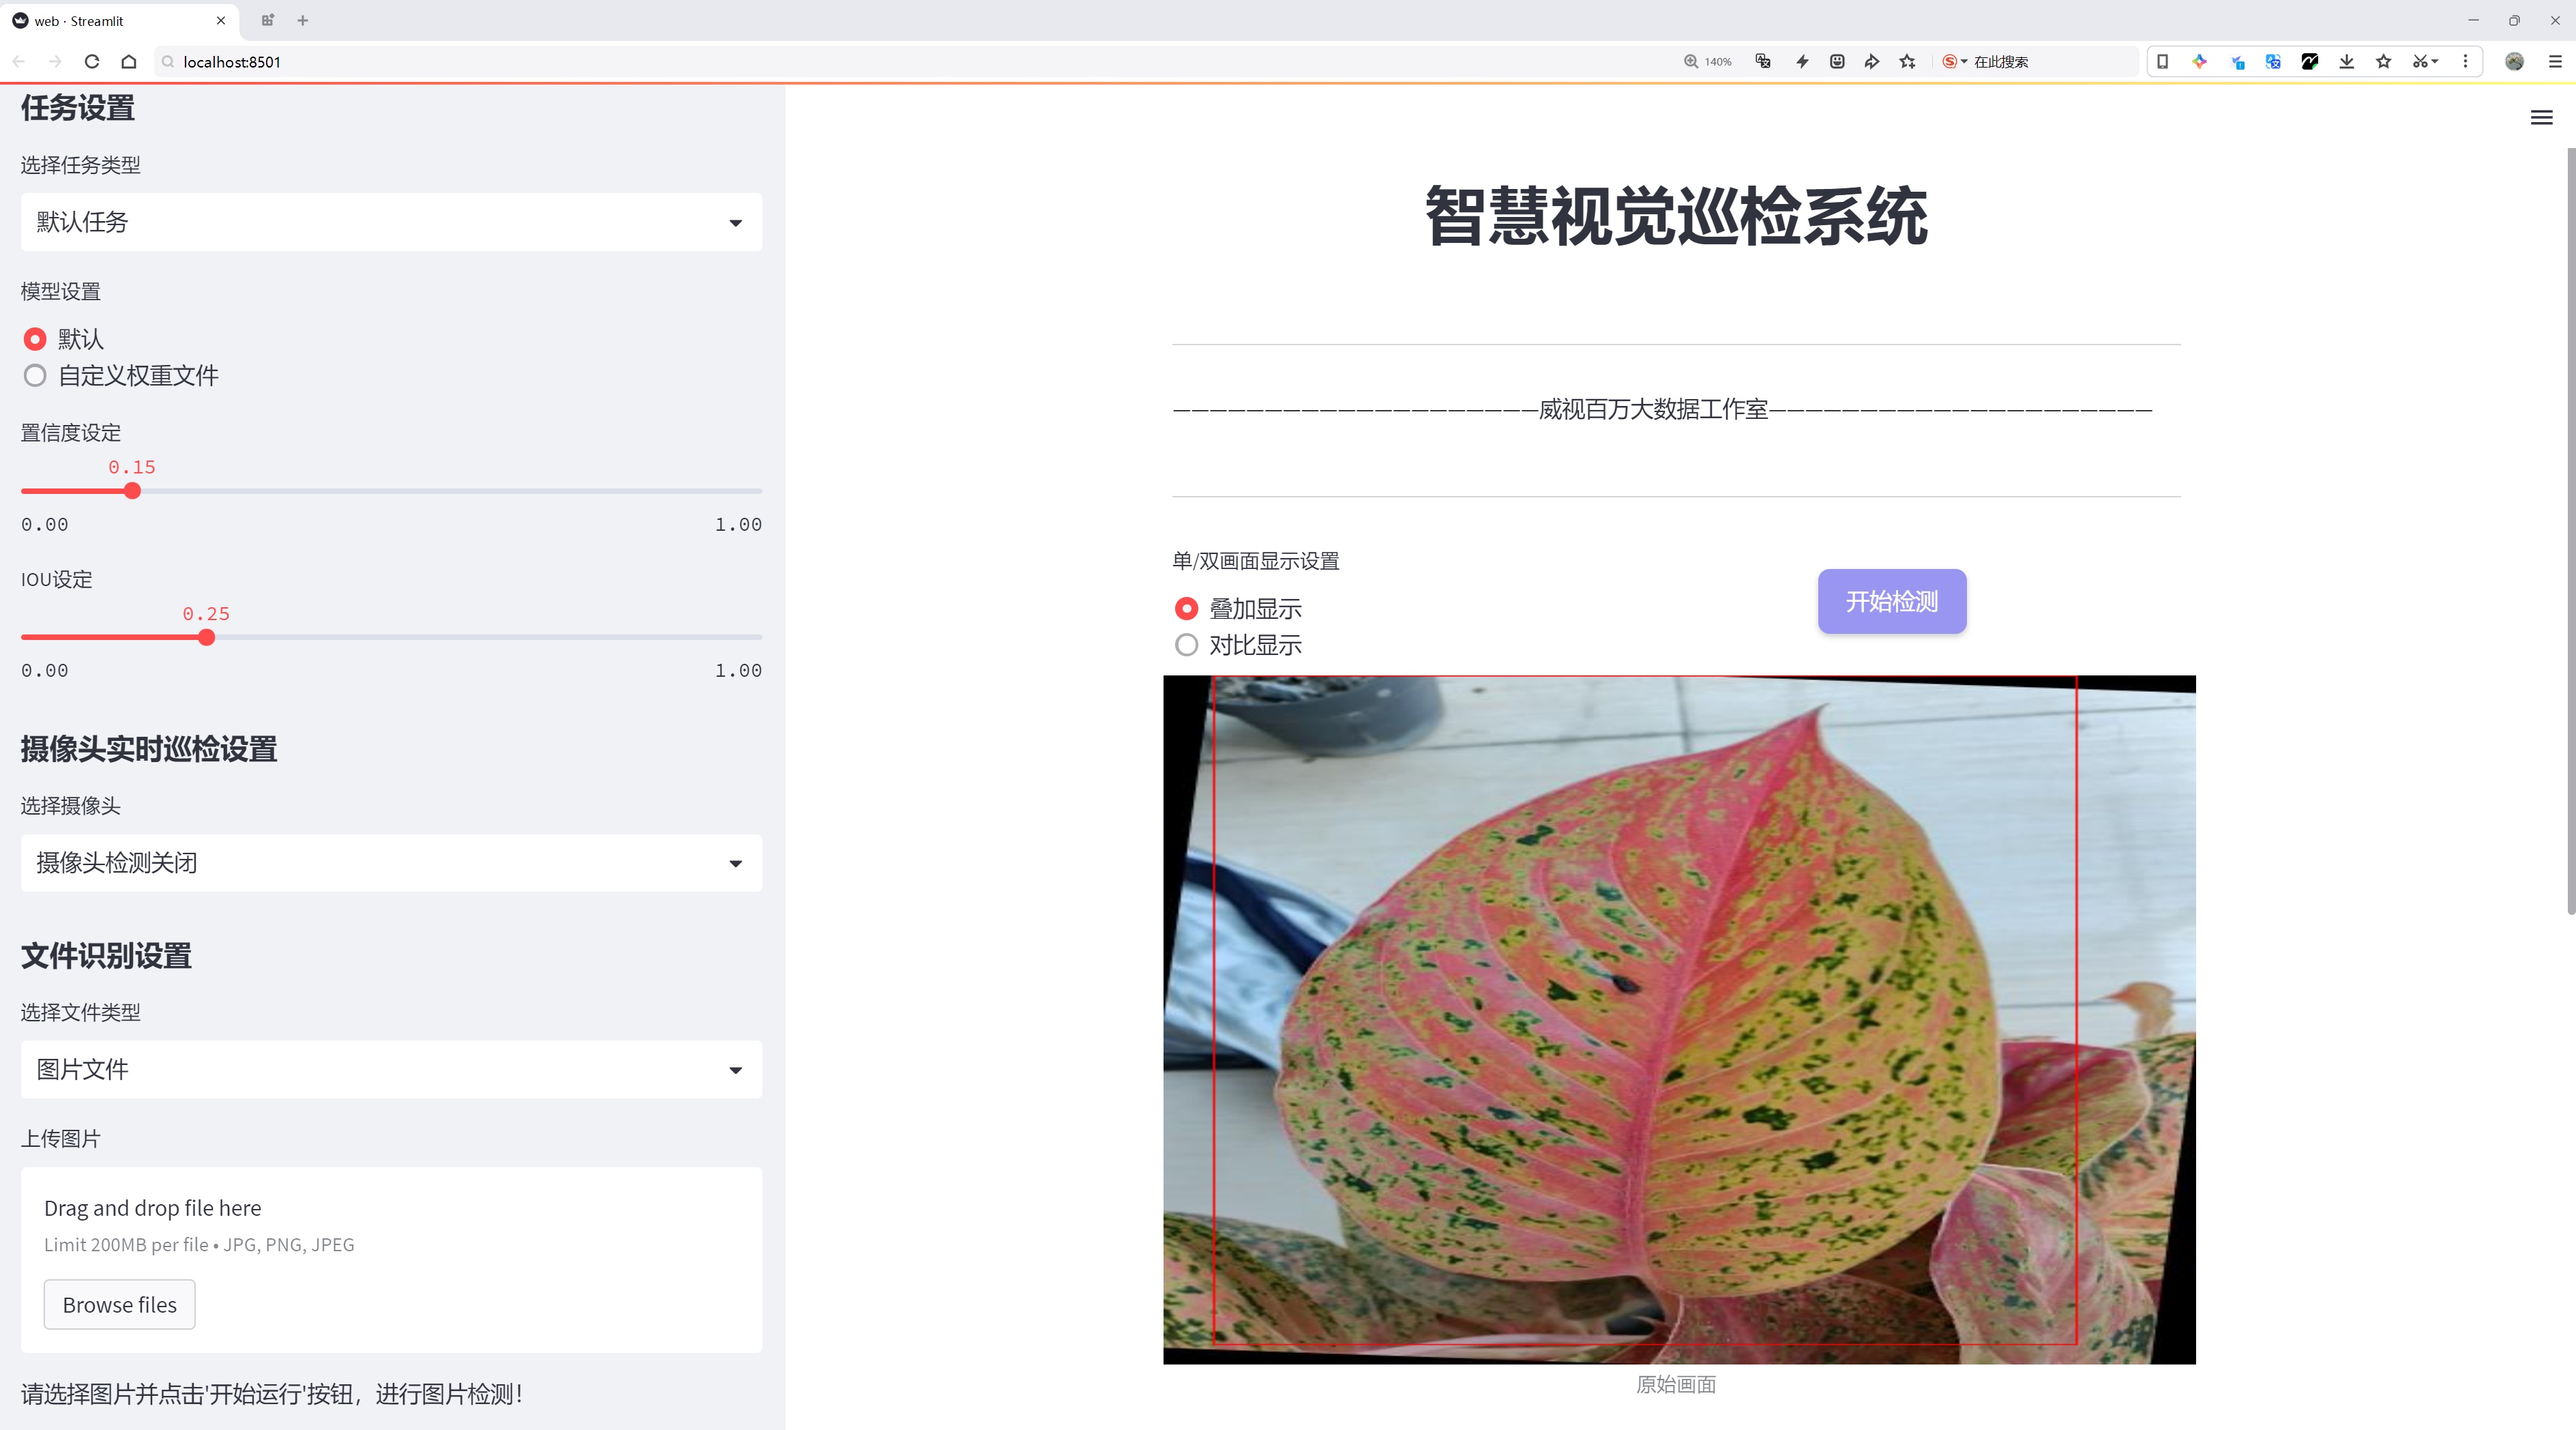 web · Streamlit
localhost:8501
140%
在此搜索
任务设置
选择任务类型
默认任务
模型设置
默认
自定义权重文件
置信度设定
0.15
0.00
1.00
IOU设定
0.25
0.00
1.00
摄像头实时巡检设置
选择摄像头
摄像头检测关闭
文件识别设置
选择文件类型
图片文件
上传图片
Drag and drop file here
Limit 200MB per file • JPG, PNG, JPEG
Browse files
请选择图片并点击'开始运行'按钮，进行图片检测！
智慧视觉巡检系统
————————————————————威视百万大数据工作室—————————————————————
单/双画面显示设置
叠加显示
对比显示
开始检测
原始画面